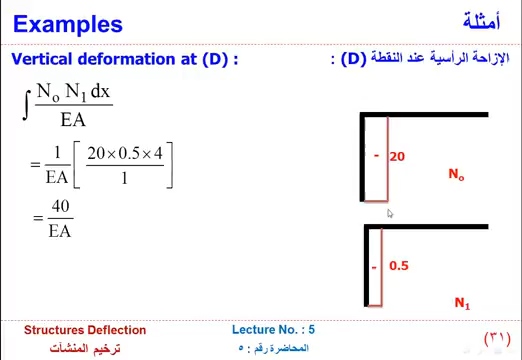 Examples
أمثلة
Vertical deformation at (D) :
الإزاحة الرأسية عند النقطة (D) :
∫ N₀ N₁ dx / EA
= 1/EA [ 20×0.5×4 / 1 ]
= 40/EA
- 20
N₀
- 0.5
N₁
Structures Deflection
ترخيم المنشآت
Lecture No. : 5
المحاضرة رقم : ٥
(٣١)